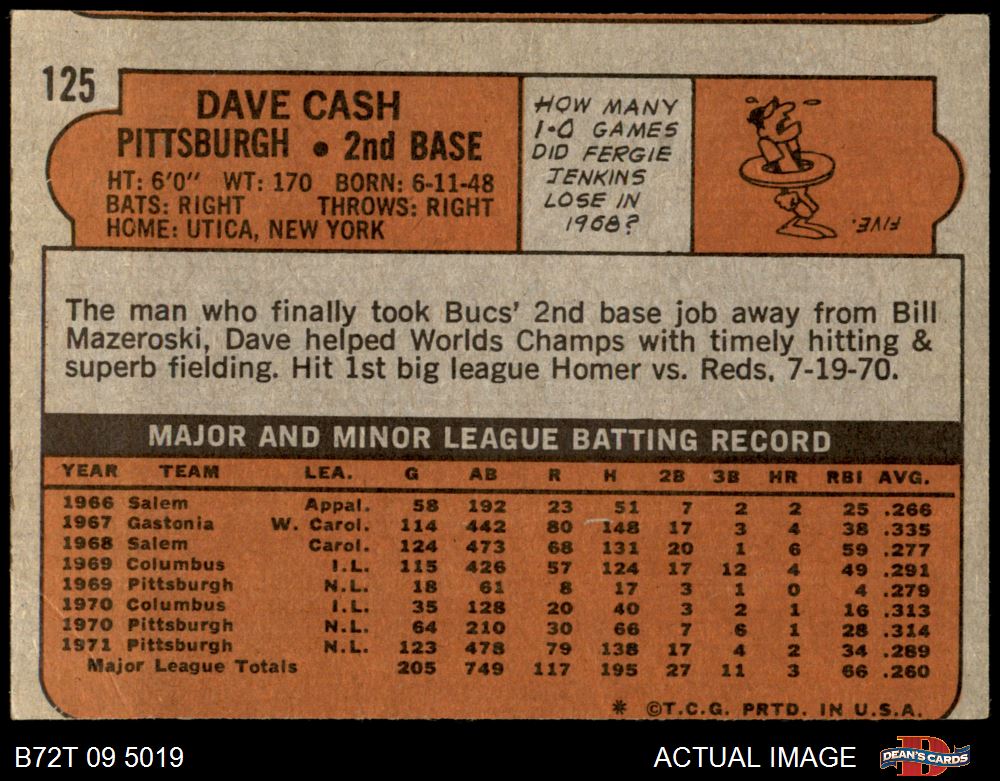 125
DAVE CASH
PITTSBURGH • 2nd BASE
HT: 6'0" WT: 170 BORN: 6-11-48
BATS: RIGHT THROWS: RIGHT
HOME: UTICA, NEW YORK
HOW MANY
1-0 GAMES
DID FERGIE
JENKINS
LOSE IN
1968?
FIVE.
The man who finally took Bucs' 2nd base job away from Bill
Mazeroski, Dave helped Worlds Champs with timely hitting &
superb fielding. Hit 1st big league Homer vs. Reds, 7-19-70.
MAJOR AND MINOR LEAGUE BATTING RECORD
YEAR TEAM LEA. G AB R H 2B 3B HR RBI AVG.
1966 Salem Appal. 58 192 23 51 7 2 2 25 .266
1967 Gastonia W. Carol. 114 442 80 148 17 3 4 38 .335
1968 Salem Carol. 124 473 68 131 20 1 6 59 .277
1969 Columbus I.L. 115 426 57 124 17 12 4 49 .291
1969 Pittsburgh N.L. 18 61 8 17 3 1 0 4 .279
1970 Columbus I.L. 35 128 20 40 3 2 1 16 .313
1970 Pittsburgh N.L. 64 210 30 66 7 6 1 28 .314
1971 Pittsburgh N.L. 123 478 79 138 17 4 2 34 .289
Major League Totals 205 749 117 195 27 11 3 66 .260
* ©T.C.G. PRTD. IN U.S.A.
B72T 09 5019 ACTUAL IMAGE DEAN'S CARDS